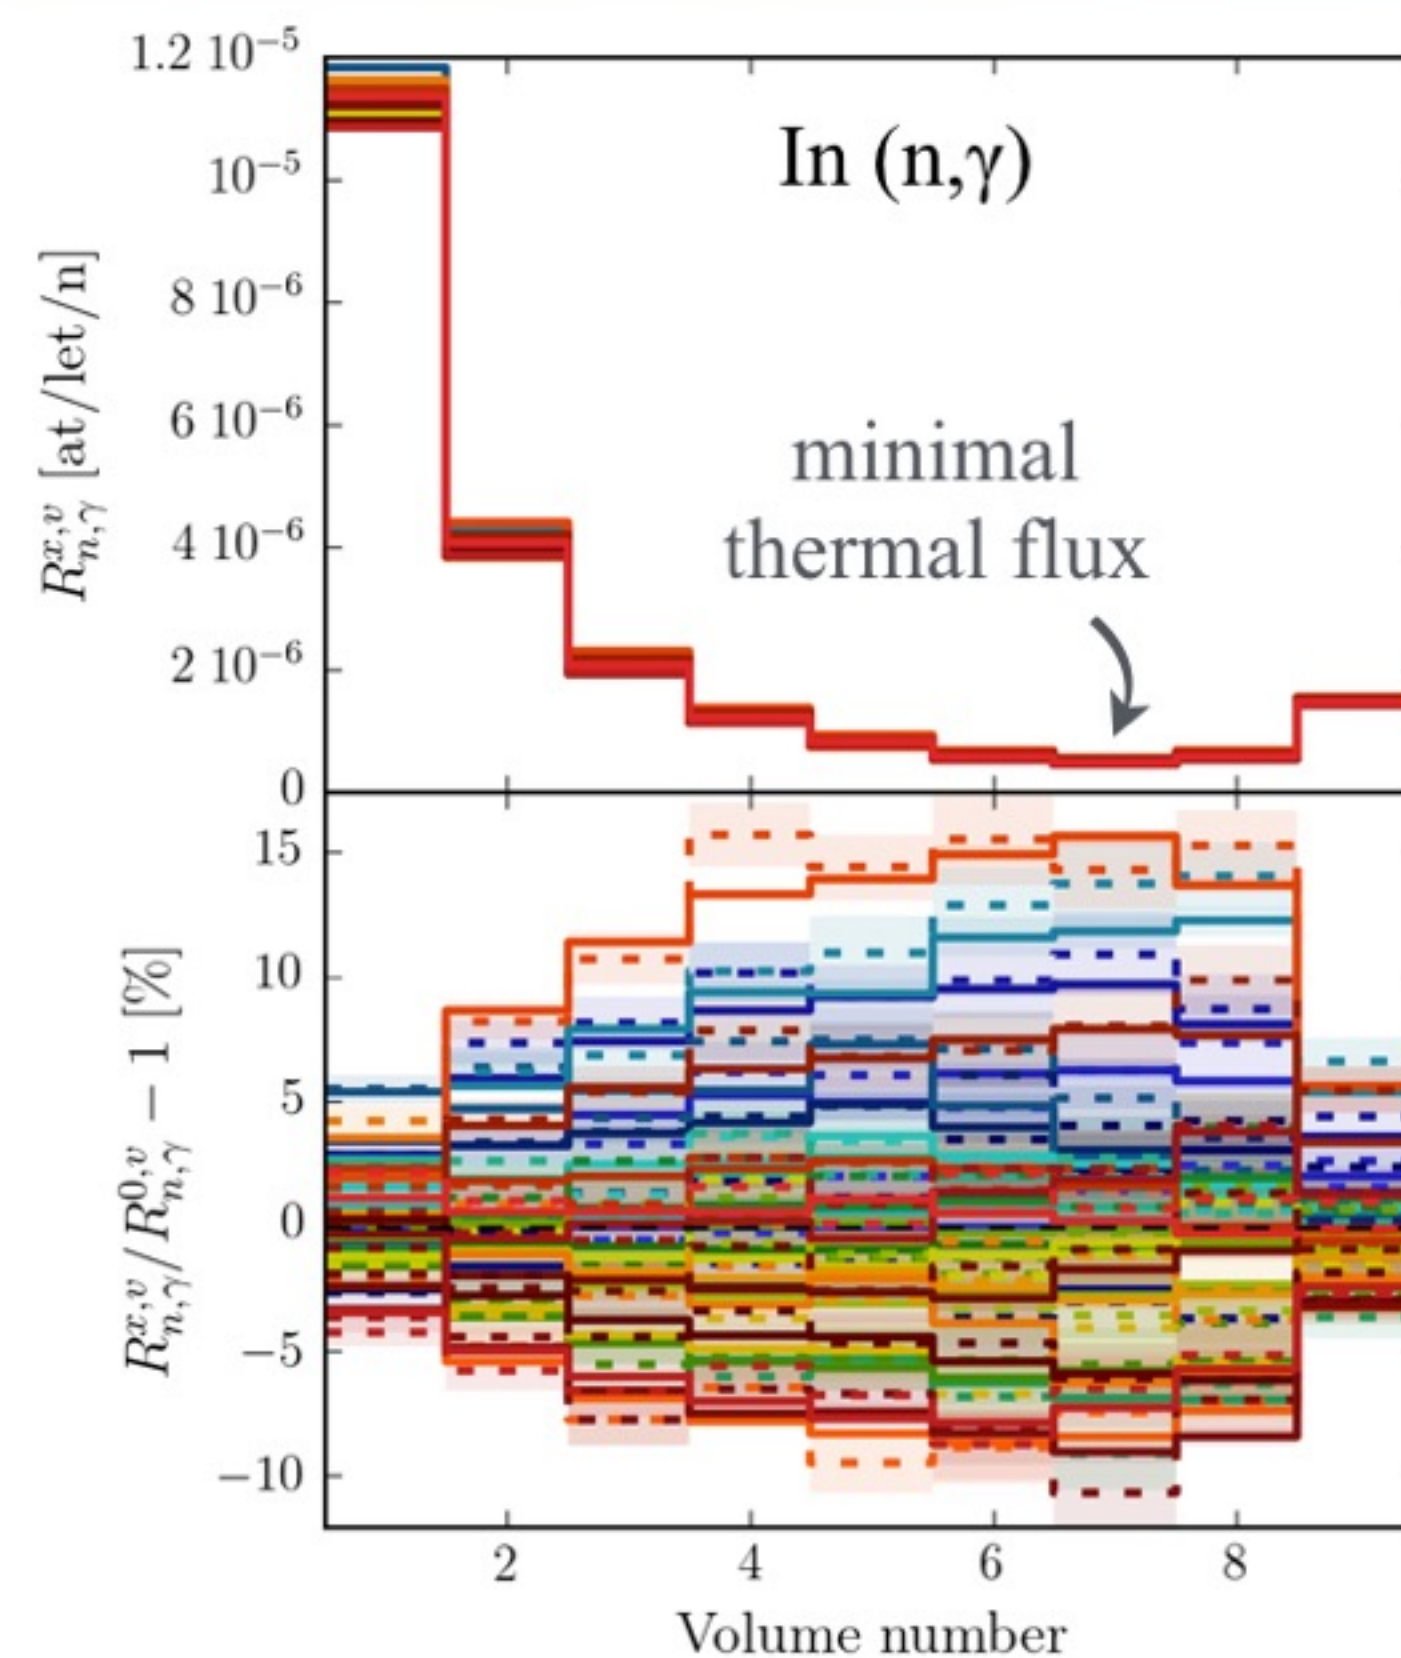 1.2 10⁻⁵
10⁻⁵
8 10⁻⁶
6 10⁻⁶
4 10⁻⁶
2 10⁻⁶
0
R^{x,v}_{n,γ} [at/let/n]
In (n,γ)
minimal
thermal flux
15
10
5
0
−5
−10
R^{x,v}_{n,γ}/R^{0,v}_{n,γ} − 1 [%]
2 4 6 8
Volume number